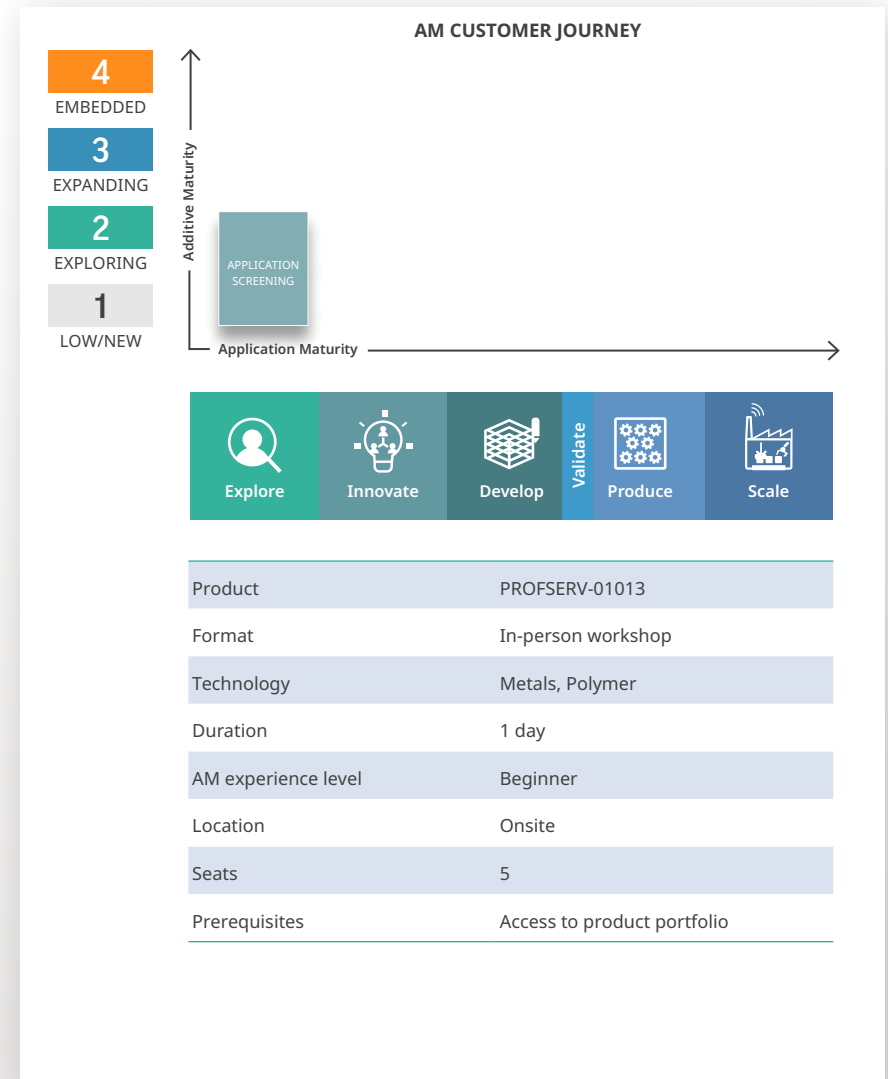 AM CUSTOMER JOURNEY
4
EMBEDDED
3
EXPANDING
2
EXPLORING
1
LOW/NEW
Additive Maturity
APPLICATION
SCREENING
Application Maturity
Explore
Innovate
Develop
Validate
Produce
Scale
Product PROFSERV-01013
Format In-person workshop
Technology Metals, Polymer
Duration 1 day
AM experience level Beginner
Location Onsite
Seats 5
Prerequisites Access to product portfolio